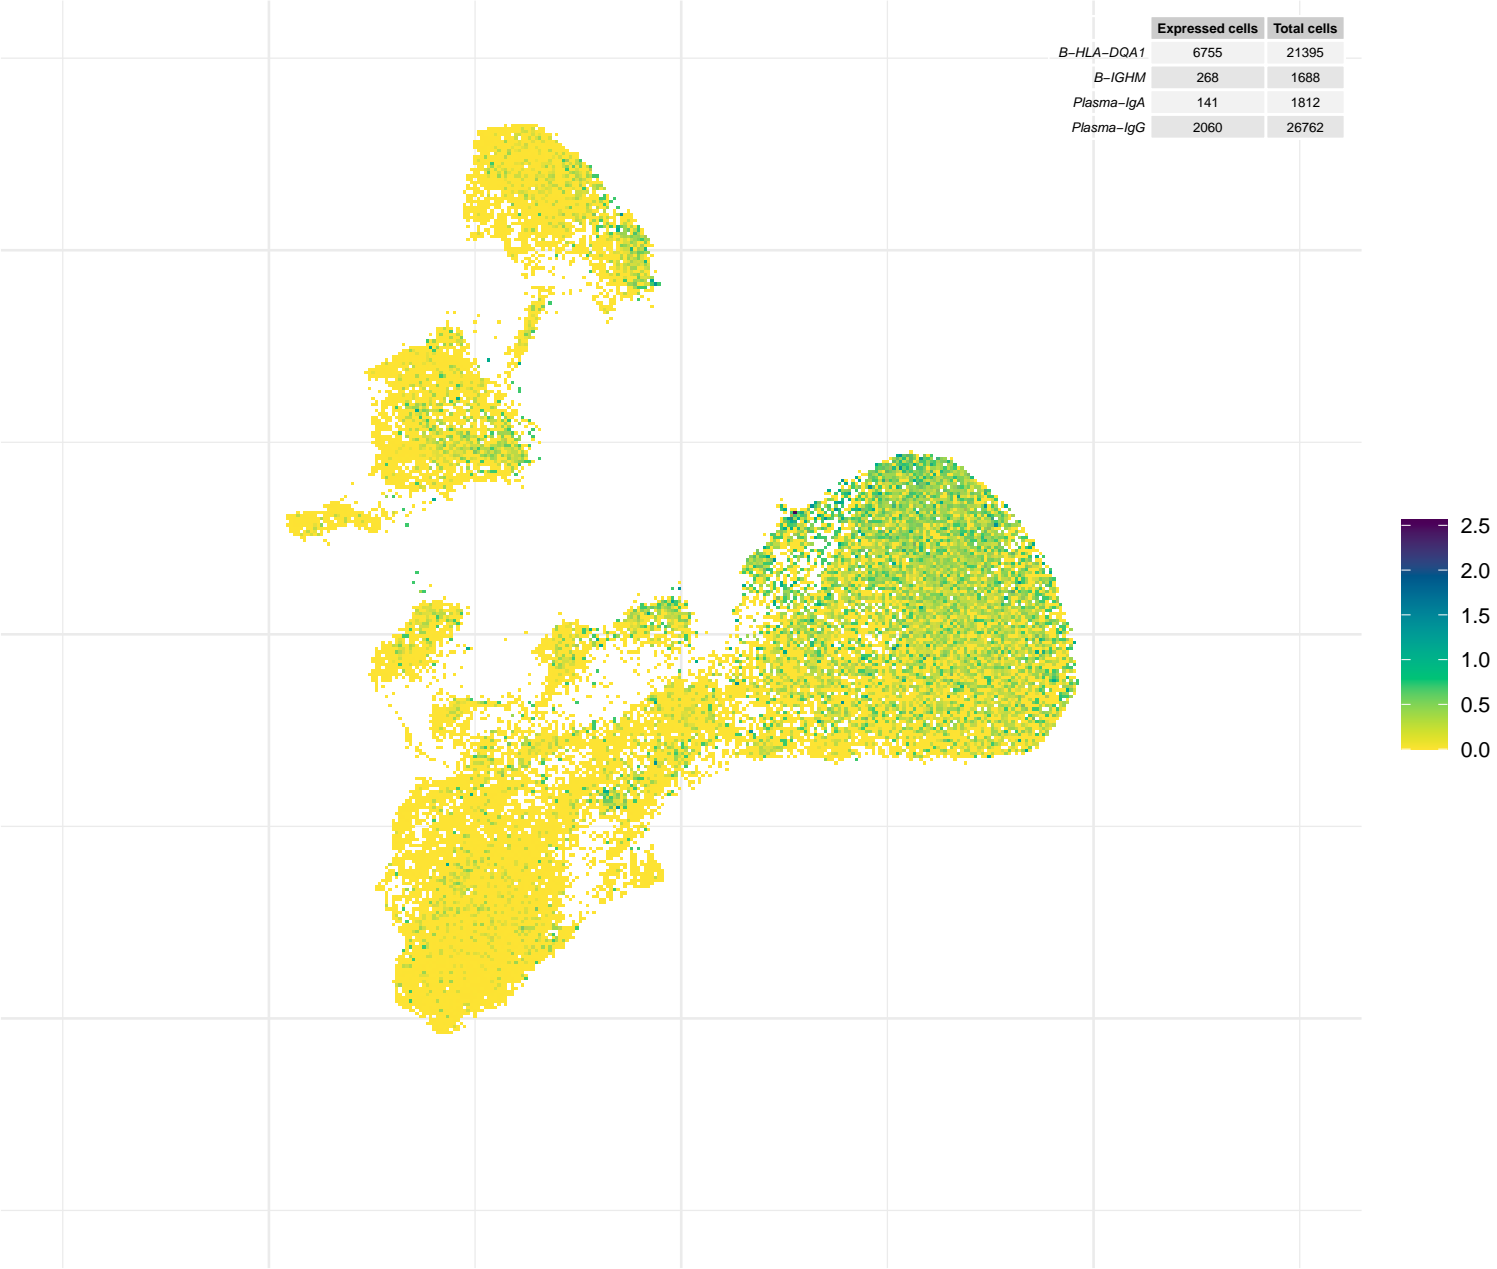 Expressed cells Total cells
B−HLA−DQA1 6755 21395
B−IGHM 268 1688
Plasma−IgA 141 1812
Plasma−IgG 2060 26762
2.5
2.0
1.5
1.0
0.5
0.0